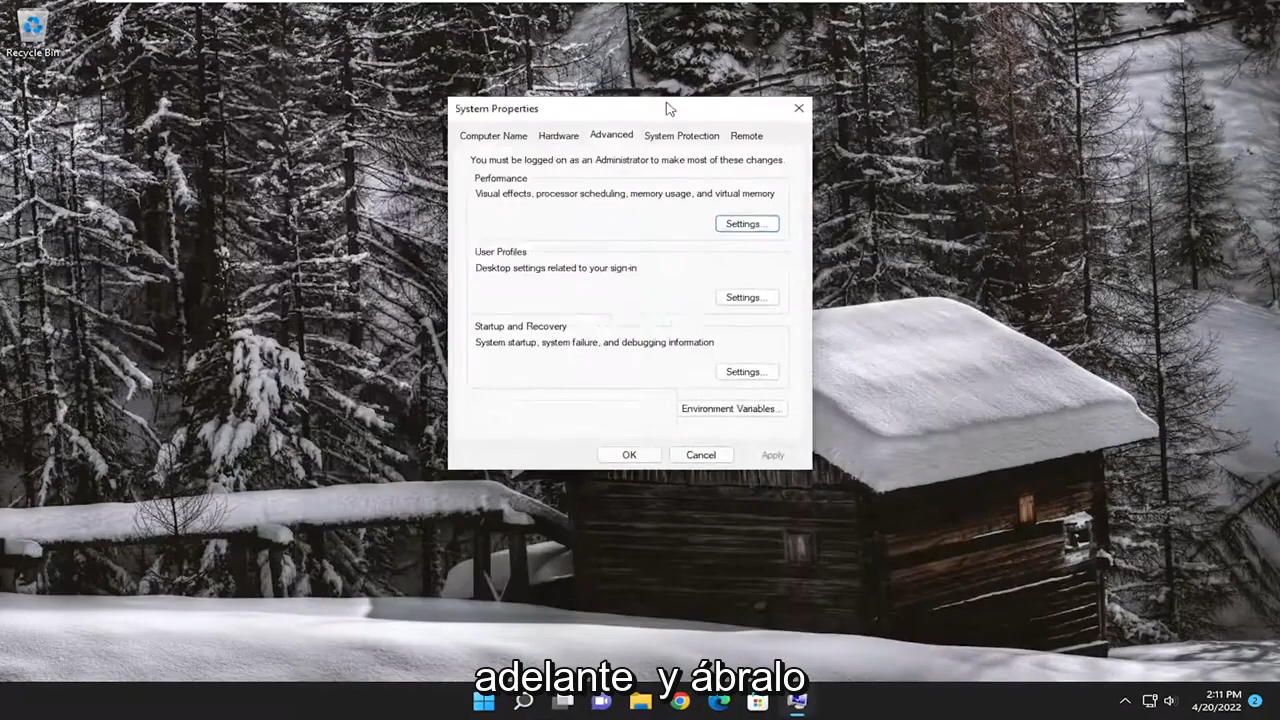 Recycle Bin
System Properties
Computer Name Hardware Advanced System Protection Remote
You must be logged on as an Administrator to make most of these changes.
Performance
Visual effects, processor scheduling, memory usage, and virtual memory
Settings...
User Profiles
Desktop settings related to your sign-in
Settings...
Startup and Recovery
System startup, system failure, and debugging information
Settings...
Environment Variables...
OK Cancel Apply
adelante y ábralo
2:11 PM
4/20/2022
2